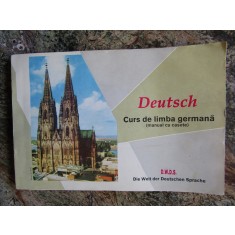 Deutsch
Curs de limba germană
(manual cu casete)
Die Welt der Deutschen Sprache